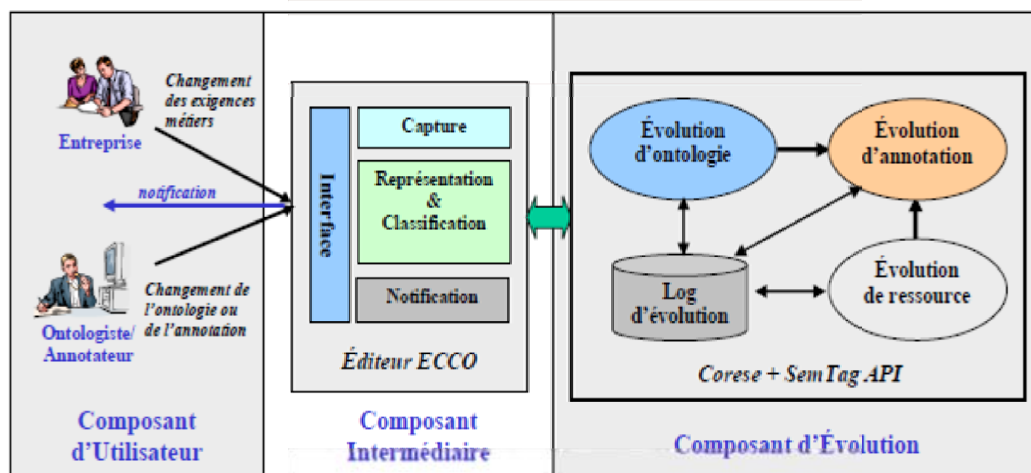 Changement
des exigences
métiers
Entreprise
notification
Changement de
l'ontologie ou
de l'annotation
Ontologiste/
Annotateur
Composant
d'Utilisateur
Interface
Capture
Représentation
&
Classification
Notification
Éditeur ECCO
Composant
Intermédiaire
Évolution
d'ontologie
Évolution
d'annotation
Log
d'évolution
Évolution
de ressource
Corese + SemTag API
Composant d'Évolution